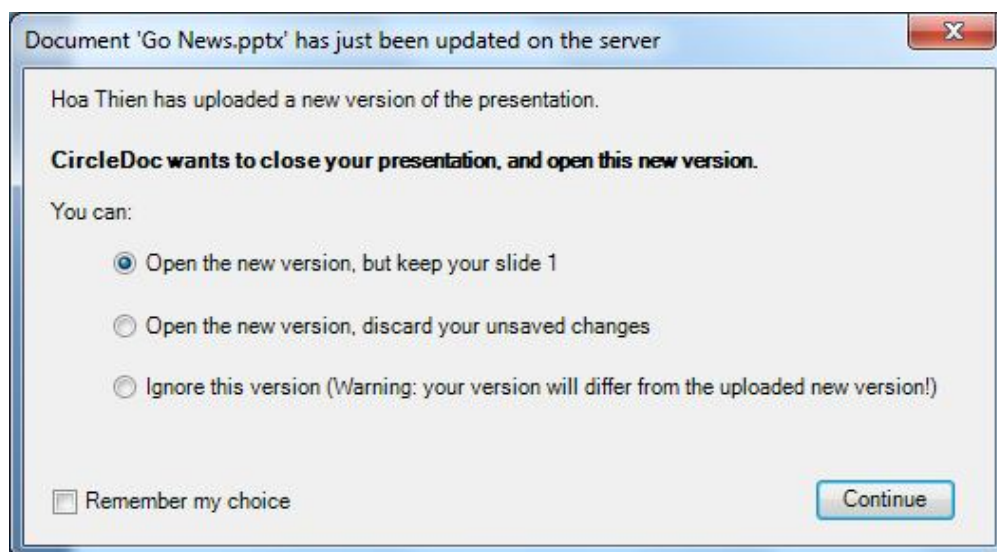 Document 'Go News.pptx' has just been updated on the server
Hoa Thien has uploaded a new version of the presentation.
CircleDoc wants to close your presentation, and open this new version.
You can:
Open the new version, but keep your slide 1
Open the new version, discard your unsaved changes
Ignore this version (Warning: your version will differ from the uploaded new version!)
Remember my choice
Continue